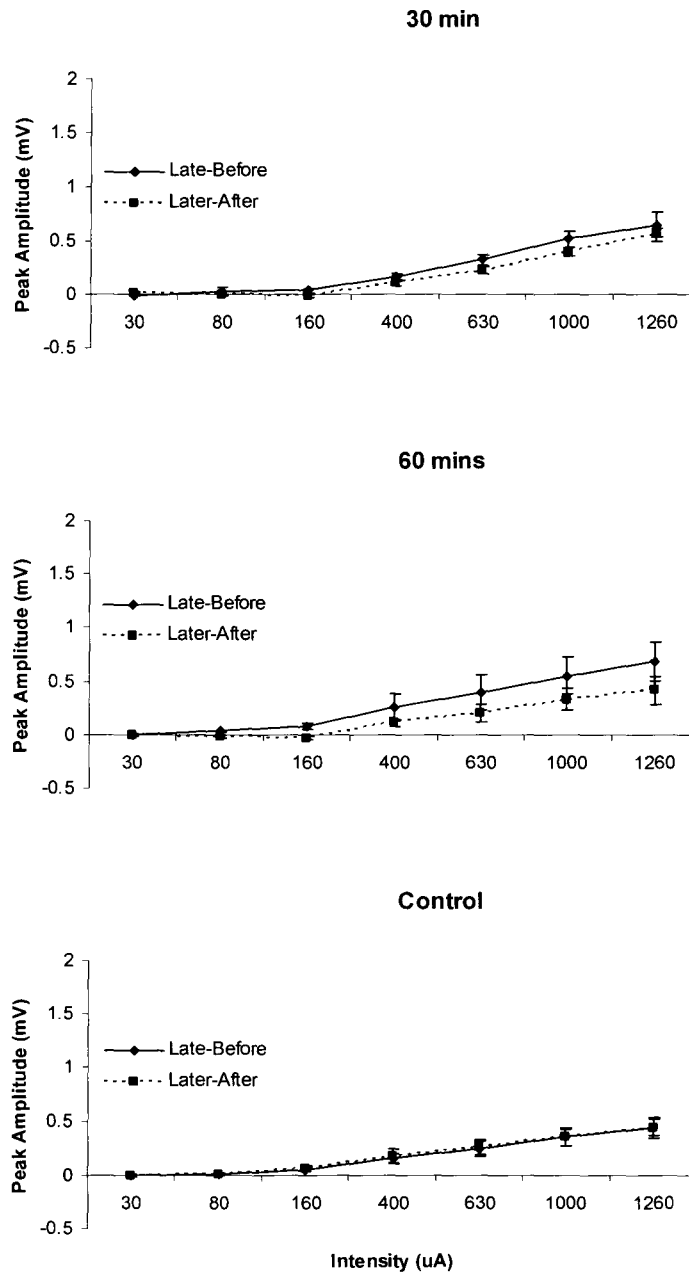 30 min
Peak Amplitude (mV)
2
1.5
1
0.5
0
-0.5
Late-Before
Later-After
30 80 160 400 630 1000 1260
60 mins
Peak Amplitude (mV)
2
1.5
1
0.5
0
-0.5
Late-Before
Later-After
30 80 160 400 630 1000 1260
Control
Peak Amplitude (mV)
2
1.5
1
0.5
0
-0.5
Late-Before
Later-After
30 80 160 400 630 1000 1260
Intensity (uA)